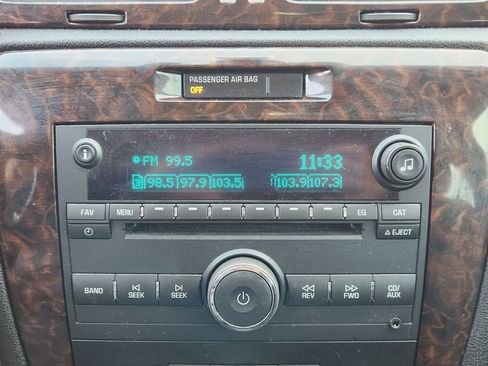 PASSENGER AIR BAG
OFF
FM 99.5 11:33
3 98.5 97.9 103.5 103.9 107.3
FAV MENU EQ CAT
EJECT
BAND SEEK SEEK REV FWD CD/AUX